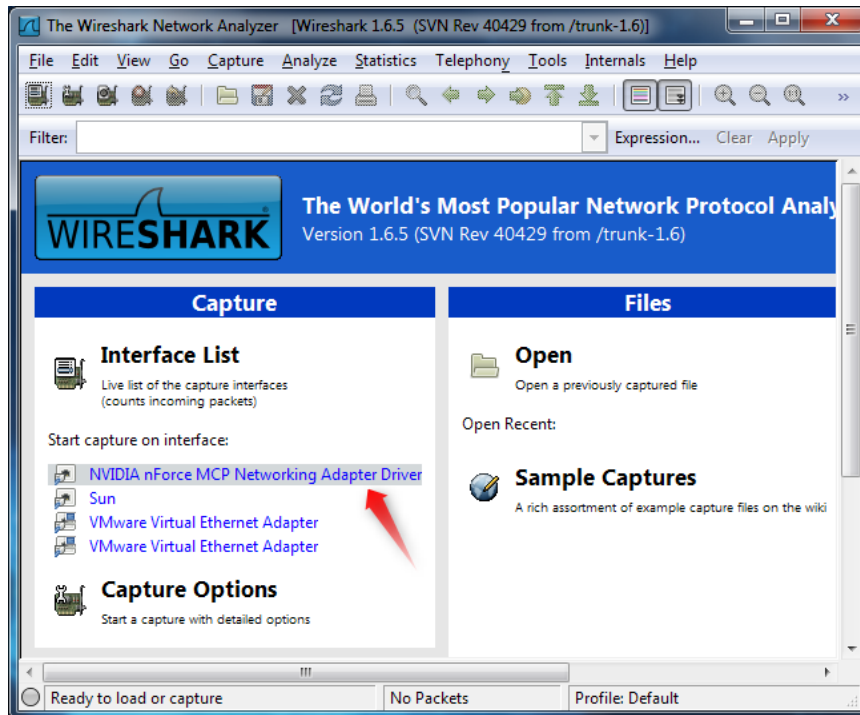 The Wireshark Network Analyzer [Wireshark 1.6.5 (SVN Rev 40429 from /trunk-1.6)]
File Edit View Go Capture Analyze Statistics Telephony Tools Internals Help
Filter: Expression... Clear Apply
WIRESHARK
The World's Most Popular Network Protocol Analy
Version 1.6.5 (SVN Rev 40429 from /trunk-1.6)
Capture
Interface List
Live list of the capture interfaces
(counts incoming packets)
Start capture on interface:
NVIDIA nForce MCP Networking Adapter Driver
Sun
VMware Virtual Ethernet Adapter
VMware Virtual Ethernet Adapter
Capture Options
Start a capture with detailed options
Files
Open
Open a previously captured file
Open Recent:
Sample Captures
A rich assortment of example capture files on the wiki
Ready to load or capture No Packets Profile: Default